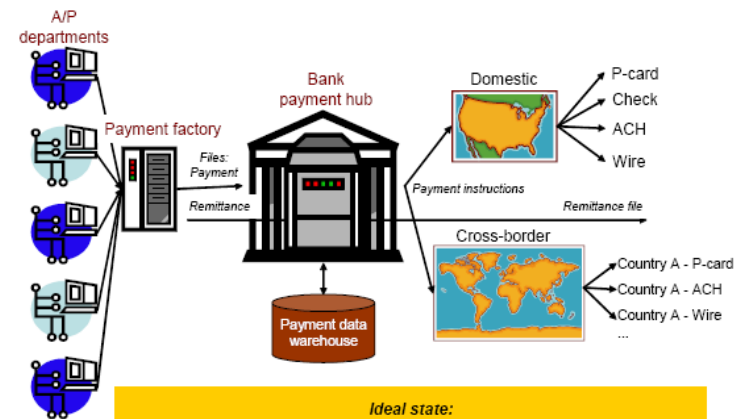 A/P
departments
Payment factory
Files:
Payment
Remittance
Bank
payment hub
Payment data
warehouse
Domestic
P-card
Check
ACH
Wire
Payment instructions
Remittance file
Cross-border
Country A - P-card
Country A - ACH
Country A - Wire
...
Ideal state: